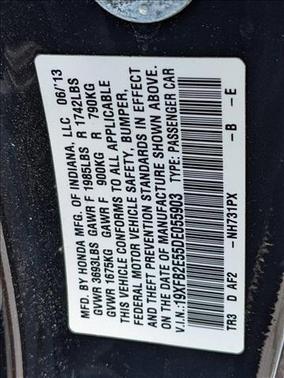 MFD. BY HONDA MFG. OF INDIANA, LLC 06/13
GVWR 3693LBS GAWR F 1985LBS R 1742LBS
GVWR 1675KG GAWR F 900KG R 790KG
THIS VEHICLE CONFORMS TO ALL APPLICABLE
FEDERAL MOTOR VEHICLE SAFETY, BUMPER,
AND THEFT PREVENTION STANDARDS IN EFFECT
ON THE DATE OF MANUFACTURE SHOWN ABOVE.
V.I.N.:19XFB2E55DE055903
TYPE: PASSENGER CAR
TR3 D AF2 -NH731PX -B -E